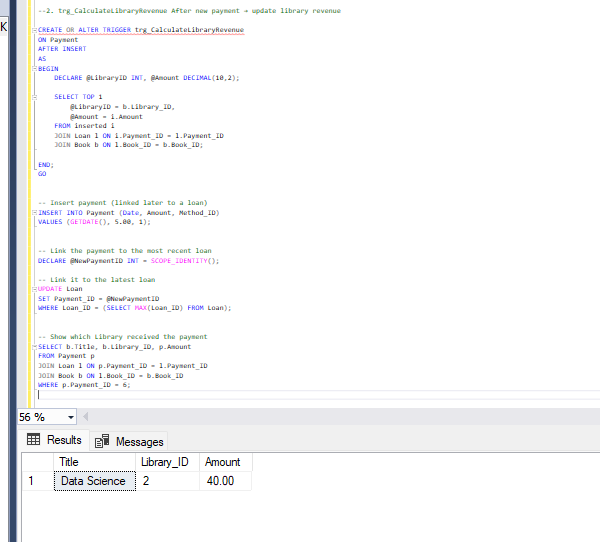 --2. trg_CalculateLibraryRevenue After new payment → update library revenue
K
CREATE OR ALTER TRIGGER trg_CalculateLibraryRevenue
ON Payment
AFTER INSERT
AS
BEGIN
DECLARE @LibraryID INT, @Amount DECIMAL(10,2);
SELECT TOP 1
@LibraryID = b.Library_ID,
@Amount = i.Amount
FROM inserted i
JOIN Loan l ON i.Payment_ID = l.Payment_ID
JOIN Book b ON l.Book_ID = b.Book_ID;
END;
GO
-- insert payment (linked later to a loan)
INSERT INTO Payment (Date, Amount, Method_ID)
VALUES (GETDATE(), 5.00, 1);
-- Link the payment to the most recent loan
DECLARE @NewPaymentID INT = SCOPE_IDENTITY();
-- Link it to the latest loan
UPDATE Loan
SET Payment_ID = @NewPaymentID
WHERE Loan_ID = (SELECT MAX(Loan_ID) FROM Loan);
-- Show which Library received the payment
SELECT b.Title, b.Library_ID, p.Amount
FROM Payment p
JOIN Loan l ON p.Payment_ID = l.Payment_ID
JOIN Book b ON l.Book_ID = b.Book_ID
WHERE p.Payment_ID = 6;
56 %
Results Messages
Title Library_ID Amount
1 Data Science 2 40.00